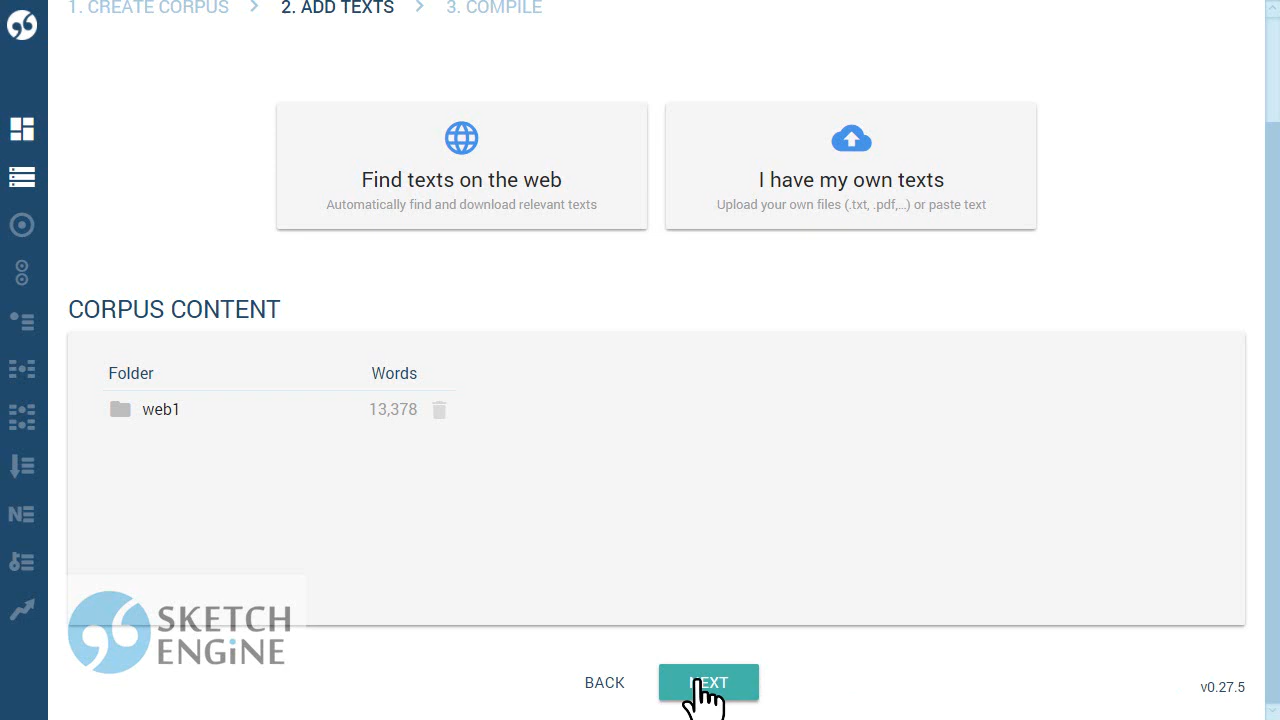 1. CREATE CORPUS > 2. ADD TEXTS > 3. COMPILE
Find texts on the web
Automatically find and download relevant texts
I have my own texts
Upload your own files (.txt, .pdf,...) or paste text
CORPUS CONTENT
Folder Words
web1 13,378
SKETCH
ENGiNE
BACK NEXT
v0.27.5